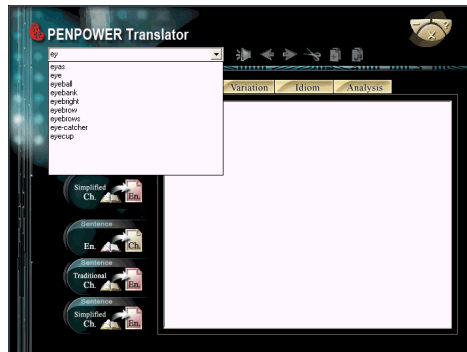 PENPOWER Translator
ey
eyas
eye
eyeball
eyebank
eyebright
eyebrow
eyebrows
eye-catcher
eyecup
Variation
Idiom
Analysis
Simplified
Ch.
En.
Sentence
En.
Ch.
Sentence
Traditional
Ch.
En.
Sentence
Simplified
Ch.
En.